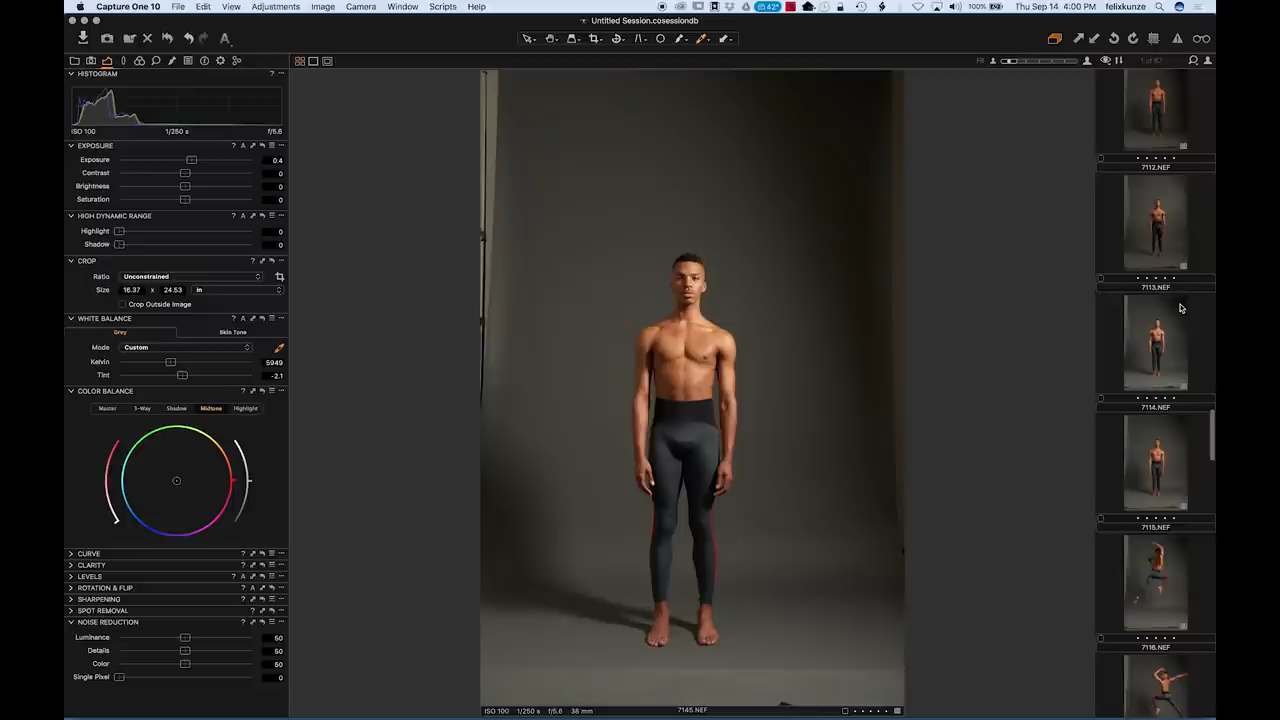 Capture One 10 File Edit View Adjustments Image Camera Window Scripts Help 42° 100% Thu Sep 14 4:00 PM felixkunze
Untitled Session.cosessiondb
Fit 1 of 87
HISTOGRAM ?
ISO 100 1/250 s f/5.6
EXPOSURE ? A
Exposure 0.4
Contrast 0
Brightness 0
Saturation 0
HIGH DYNAMIC RANGE ? A
Highlight 0
Shadow 0
CROP ?
Ratio Unconstrained
Size 16.37 x 24.53 in
Crop Outside Image
WHITE BALANCE ? A
Grey Skin Tone
Mode Custom
Kelvin 5949
Tint -2.1
COLOR BALANCE ?
Master 3-Way Shadow Midtone Highlight
CURVE ?
CLARITY ?
LEVELS ? A
ROTATION & FLIP ? A
SHARPENING ?
SPOT REMOVAL ?
NOISE REDUCTION ?
Luminance 50
Details 50
Color 50
Single Pixel 0
ISO 100 1/250 s f/5.6 36 mm 7145.NEF
7112.NEF
7113.NEF
7114.NEF
7115.NEF
7116.NEF